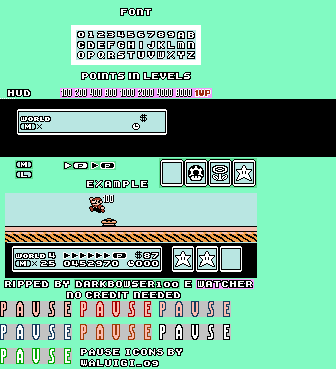 FONT
0123456789AB
CDEFGHIJKLMN
OPQRSTUVWXYZ
POINTS IN LEVELS
HUD
100 200 400 800 1000 2000 4000 8000 1UP
WORLD $
<M>×
<M> P P
<L>
EXAMPLE
100
WORLD 4 P $87
<M>× 25 0452970 000
RIPPED BY DARKBOWSER100 E WATCHER
NO CREDIT NEEDED
PAUSE PAUSE PAUSE
PAUSE PAUSE PAUSE
PAUSE PAUSE ICONS BY
WALUIGI_09